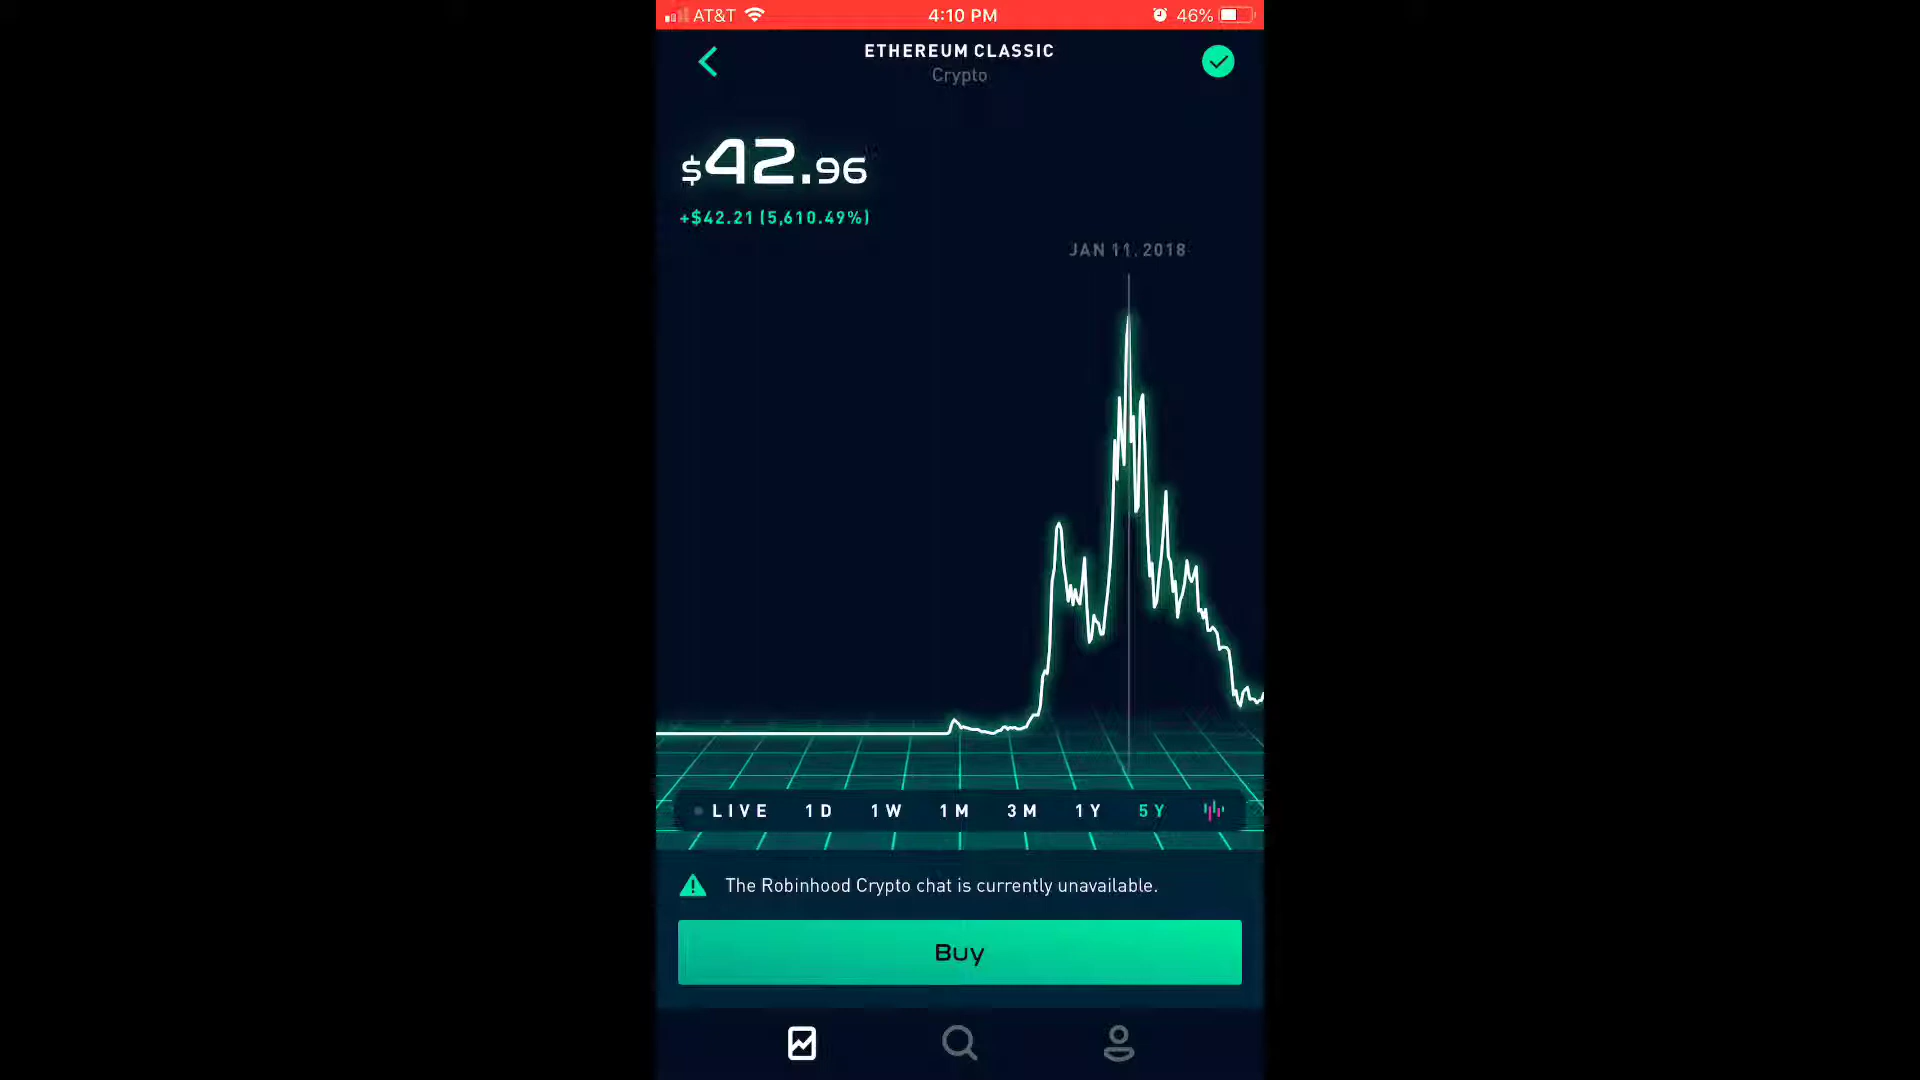 AT&T 4:10 PM 46%
ETHEREUM CLASSIC
Crypto
$42.96
+$42.21 (5,610.49%)
JAN 11, 2018
LIVE 1D 1W 1M 3M 1Y 5Y
The Robinhood Crypto chat is currently unavailable.
Buy